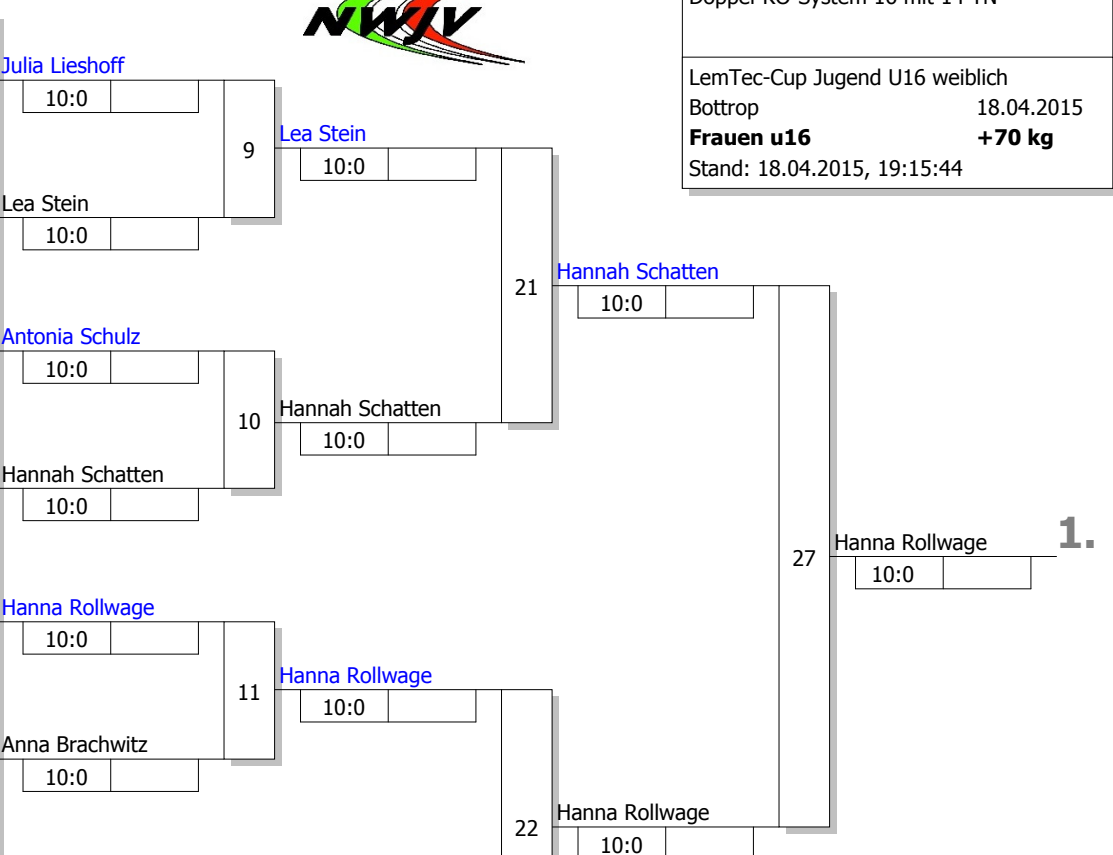 NWJV
Doppel-KO-System 16 mit 14 TN
LemTec-Cup Jugend U16 weiblich
Bottrop 18.04.2015
Frauen u16 +70 kg
Stand: 18.04.2015, 19:15:44
Julia Lieshoff
10:0
9
Lea Stein
10:0
Lea Stein
10:0
21
Hannah Schatten
10:0
Antonia Schulz
10:0
10
Hannah Schatten
10:0
Hannah Schatten
10:0
27
Hanna Rollwage 1.
10:0
Hanna Rollwage
10:0
11
Hanna Rollwage
10:0
Anna Brachwitz
10:0
22
Hanna Rollwage
10:0